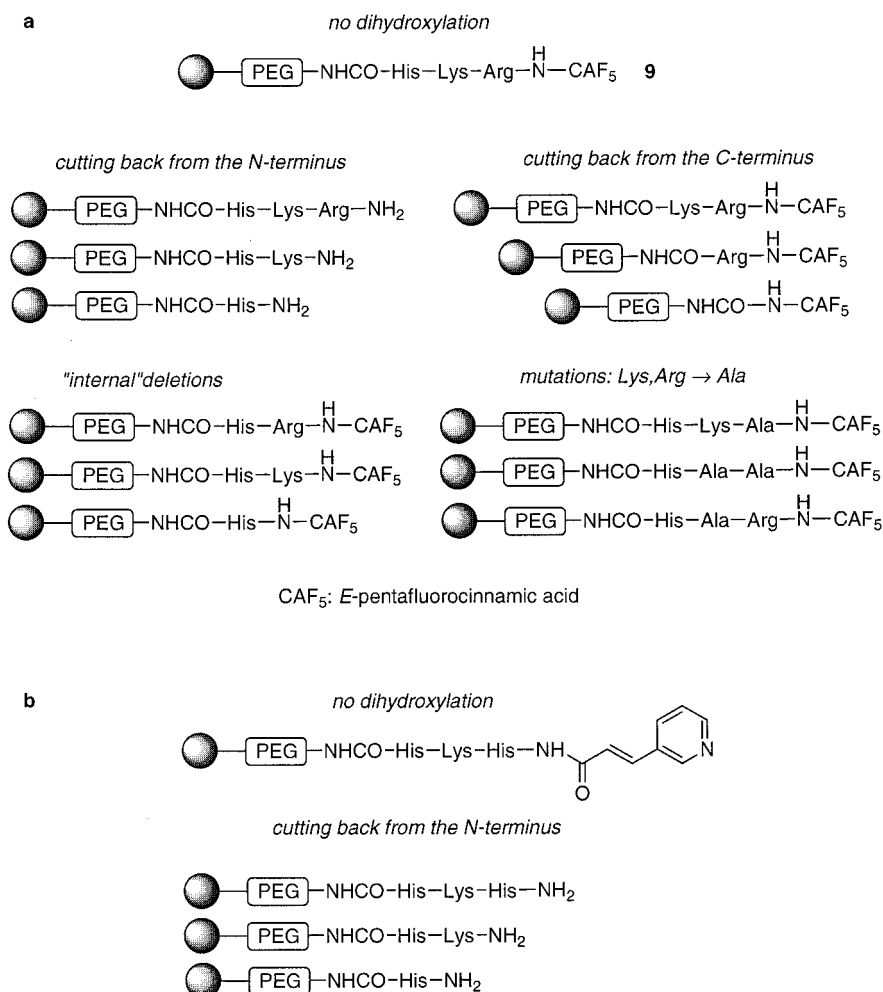 a
no dihydroxylation
PEG–NHCO–His–Lys–Arg–N(H)–CAF5 9
cutting back from the N-terminus
PEG–NHCO–His–Lys–Arg–NH2
PEG–NHCO–His–Lys–NH2
PEG–NHCO–His–NH2
cutting back from the C-terminus
PEG–NHCO–Lys–Arg–N(H)–CAF5
PEG–NHCO–Arg–N(H)–CAF5
PEG–NHCO–N(H)–CAF5
"internal"deletions
PEG–NHCO–His–Arg–N(H)–CAF5
PEG–NHCO–His–Lys–N(H)–CAF5
PEG–NHCO–His–N(H)–CAF5
mutations: Lys,Arg → Ala
PEG–NHCO–His–Lys–Ala–N(H)–CAF5
PEG–NHCO–His–Ala–Ala–N(H)–CAF5
PEG–NHCO–His–Ala–Arg–N(H)–CAF5
CAF5: E-pentafluorocinnamic acid
b
no dihydroxylation
PEG–NHCO–His–Lys–His–NH O N
cutting back from the N-terminus
PEG–NHCO–His–Lys–His–NH2
PEG–NHCO–His–Lys–NH2
PEG–NHCO–His–NH2